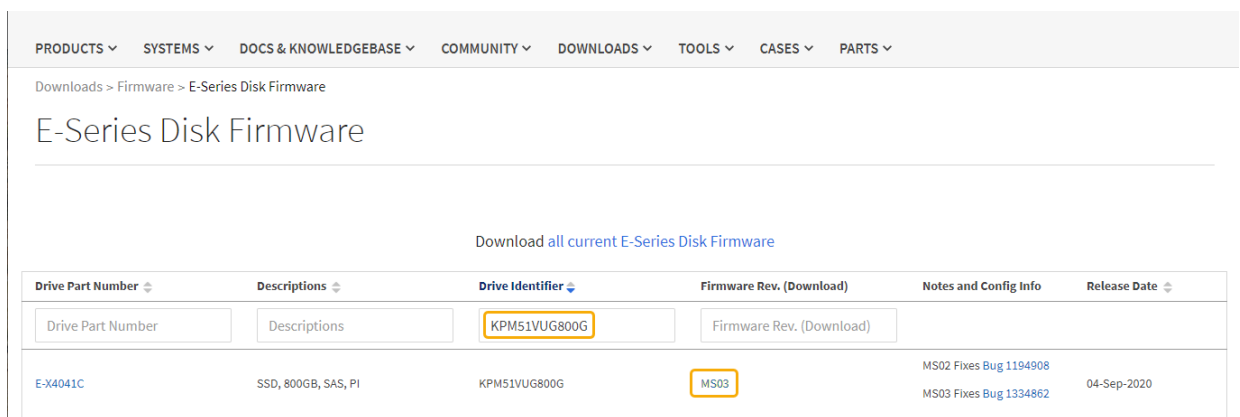 PRODUCTS SYSTEMS DOCS & KNOWLEDGEBASE COMMUNITY DOWNLOADS TOOLS CASES PARTS
Downloads > Firmware > E-Series Disk Firmware
E-Series Disk Firmware
Download all current E-Series Disk Firmware
Drive Part Number Descriptions Drive Identifier Firmware Rev. (Download) Notes and Config Info Release Date
Drive Part Number Descriptions KPM51VUG800G Firmware Rev. (Download)
MS02 Fixes Bug 1194908
E-X4041C SSD, 800GB, SAS, PI KPM51VUG800G MS03 04-Sep-2020
MS03 Fixes Bug 1334862